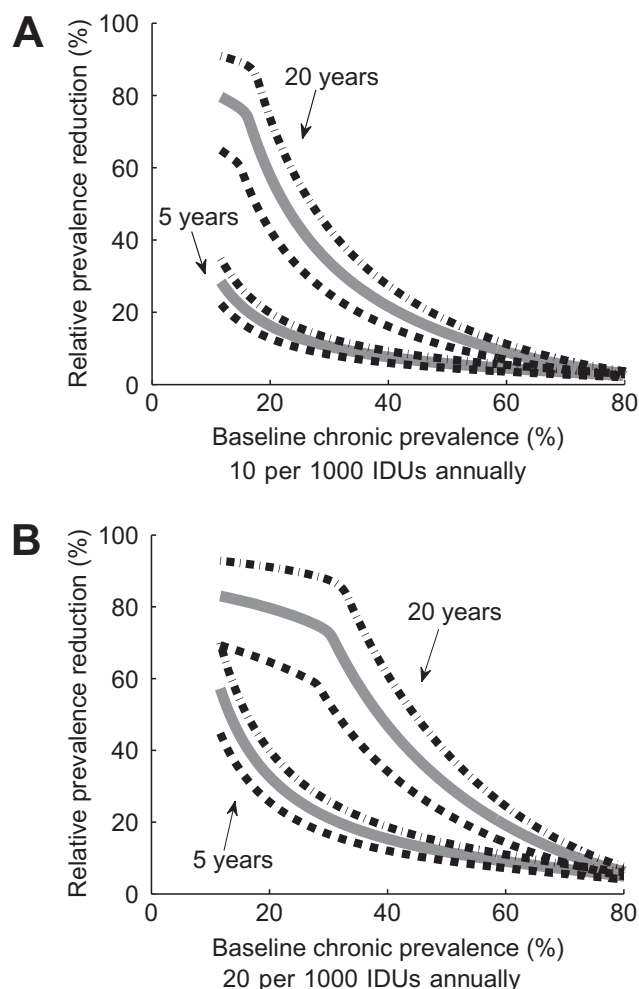 A
Relative prevalence reduction (%)
100
80
60
40
20
0
20 years
5 years
0 20 40 60 80
Baseline chronic prevalence (%)
10 per 1000 IDUs annually
B
Relative prevalence reduction (%)
100
80
60
40
20
0
20 years
5 years
0 20 40 60 80
Baseline chronic prevalence (%)
20 per 1000 IDUs annually